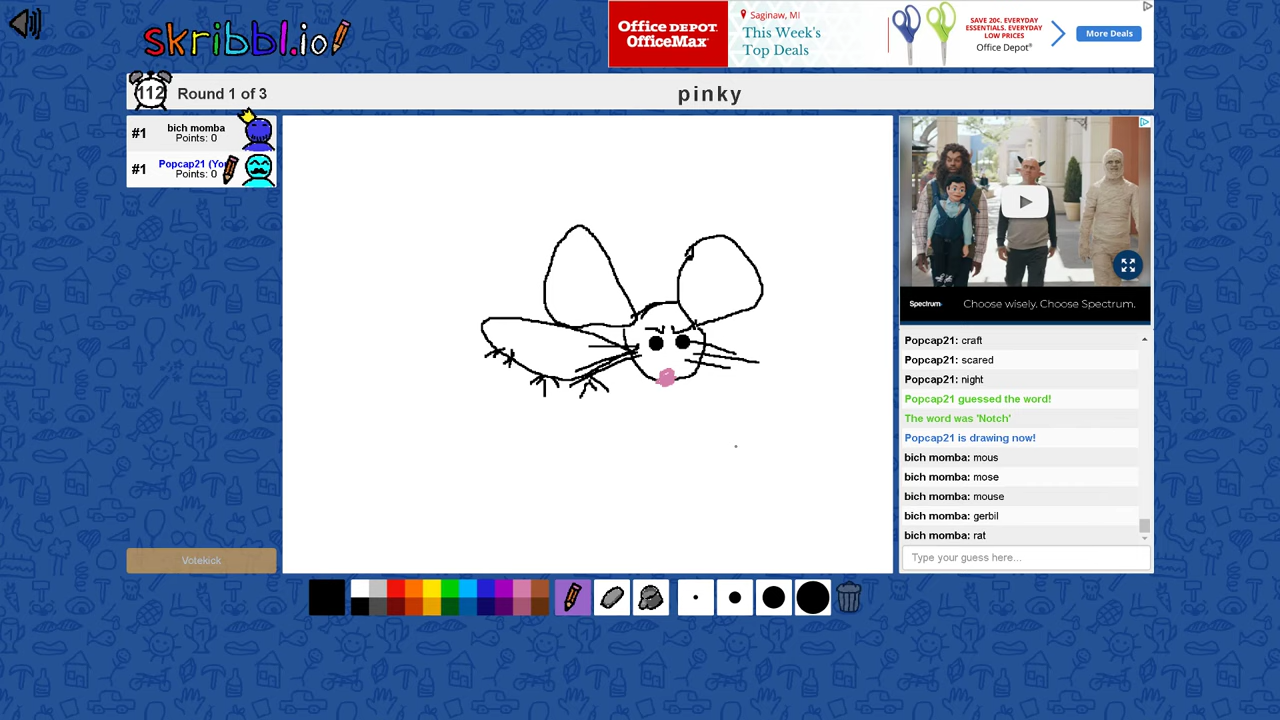 skribbl.io
Office DEPOT
OfficeMax
Saginaw, MI
This Week's
Top Deals
SAVE 20¢. EVERYDAY
ESSENTIALS. EVERYDAY
LOW PRICES
Office Depot
More Deals
112
Round 1 of 3
pinky
#1
bich momba
Points: 0
#1
Popcap21 (You
Points: 0
Spectrum
Choose wisely. Choose Spectrum.
Popcap21: craft
Popcap21: scared
Popcap21: night
Popcap21 guessed the word!
The word was 'Notch'
Popcap21 is drawing now!
bich momba: mous
bich momba: mose
bich momba: mouse
bich momba: gerbil
bich momba: rat
Type your guess here...
Votekick